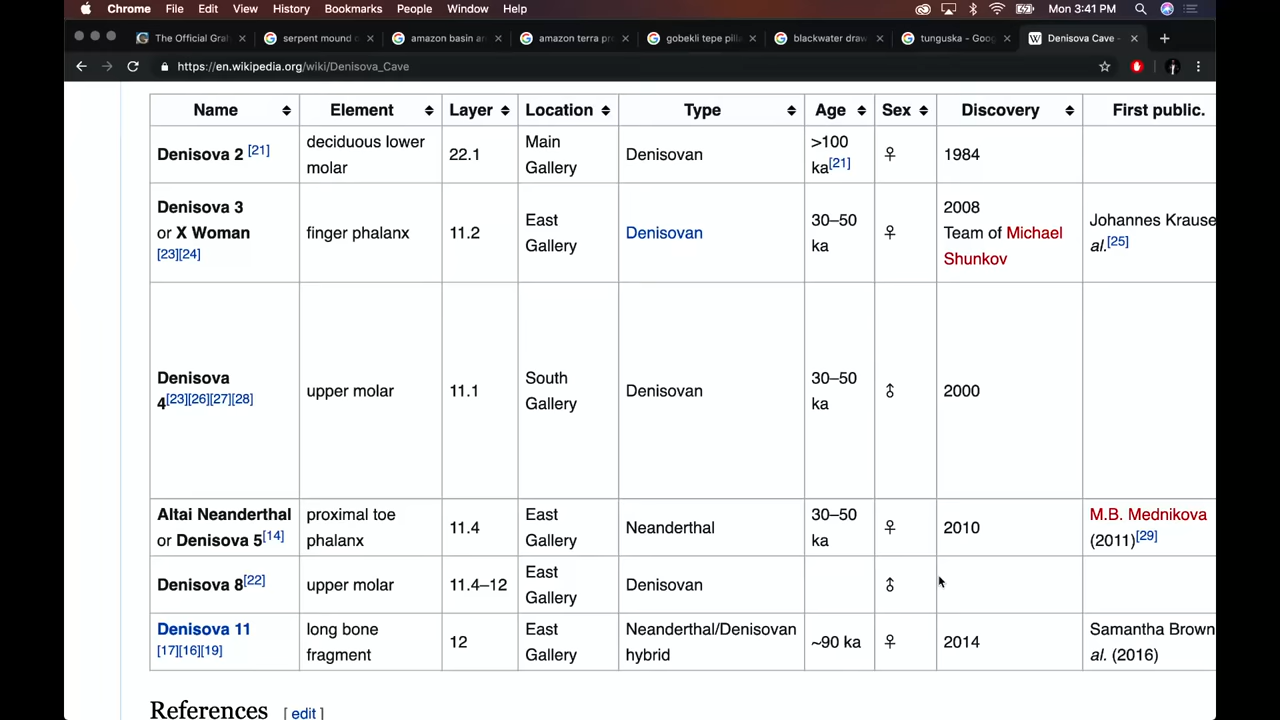 Chrome File Edit View History Bookmarks People Window Help Mon 3:41 PM
The Official Gra serpent mound o amazon basin an amazon terra pr gobekli tepe pill blackwater draw tunguska - Goo Denisova Cave -
https://en.wikipedia.org/wiki/Denisova_Cave
Name Element Layer Location Type Age Sex Discovery First public.
Denisova 2 [21] deciduous lower molar 22.1 Main Gallery Denisovan >100 ka[21] ♀ 1984
Denisova 3 or X Woman [23][24] finger phalanx 11.2 East Gallery Denisovan 30–50 ka ♀ 2008 Team of Michael Shunkov Johannes Krause al.[25]
Denisova 4[23][26][27][28] upper molar 11.1 South Gallery Denisovan 30–50 ka ♂ 2000
Altai Neanderthal or Denisova 5[14] proximal toe phalanx 11.4 East Gallery Neanderthal 30–50 ka ♀ 2010 M.B. Mednikova (2011)[29]
Denisova 8[22] upper molar 11.4–12 East Gallery Denisovan ♂
Denisova 11 [17][16][19] long bone fragment 12 East Gallery Neanderthal/Denisovan hybrid ~90 ka ♀ 2014 Samantha Brown al. (2016)
References [ edit ]